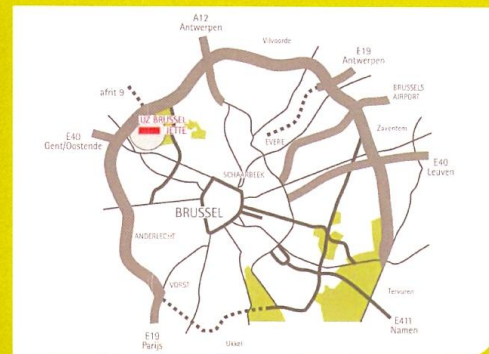 A12
Antwerpen
Vilvoorde
E19
Antwerpen
afrit 9
BRUSSELS
AIRPORT
UZ BRUSSEL
JETTE
EVERE
Zaventem
E40
Gent/Oostende
SCHAARBEEK
E40
Leuven
BRUSSEL
ANDERLECHT
VORST
Tervuren
E411
Namen
E19
Parijs
Ukkel